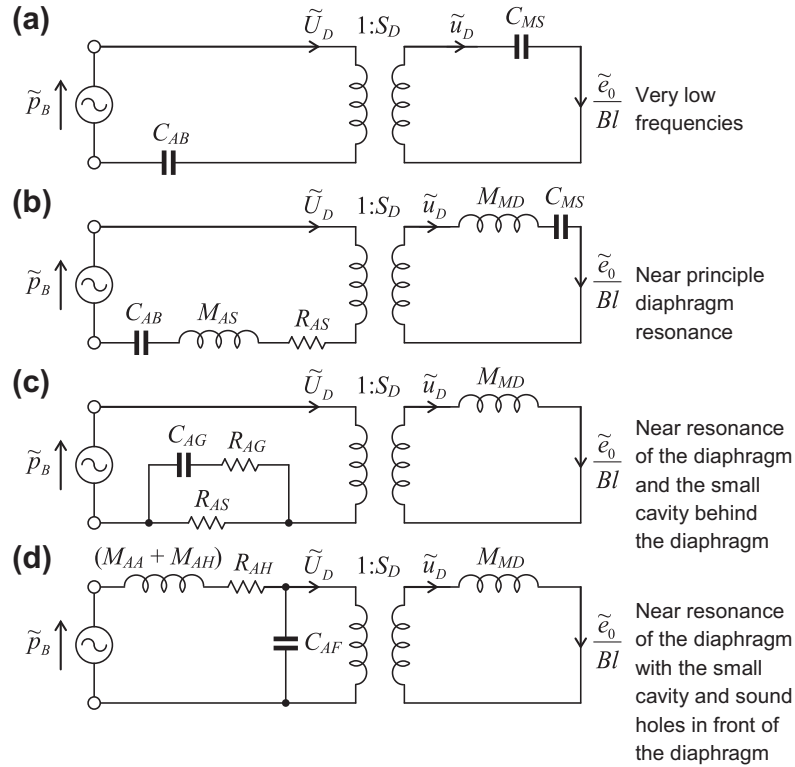 (a)
Ũ_D 1:S_D ũ_D C_MS
p̃_B
C_AB
ẽ_0
Bl
Very low
frequencies
(b)
Ũ_D 1:S_D ũ_D M_MD C_MS
p̃_B
C_AB M_AS R_AS
ẽ_0
Bl
Near principle
diaphragm
resonance
(c)
Ũ_D 1:S_D ũ_D M_MD
p̃_B
C_AG R_AG
R_AS
ẽ_0
Bl
Near resonance
of the diaphragm
and the small
cavity behind
the diaphragm
(d)
(M_AA + M_AH) R_AH Ũ_D 1:S_D ũ_D M_MD
p̃_B
C_AF
ẽ_0
Bl
Near resonance
of the diaphragm
with the small
cavity and sound
holes in front of
the diaphragm